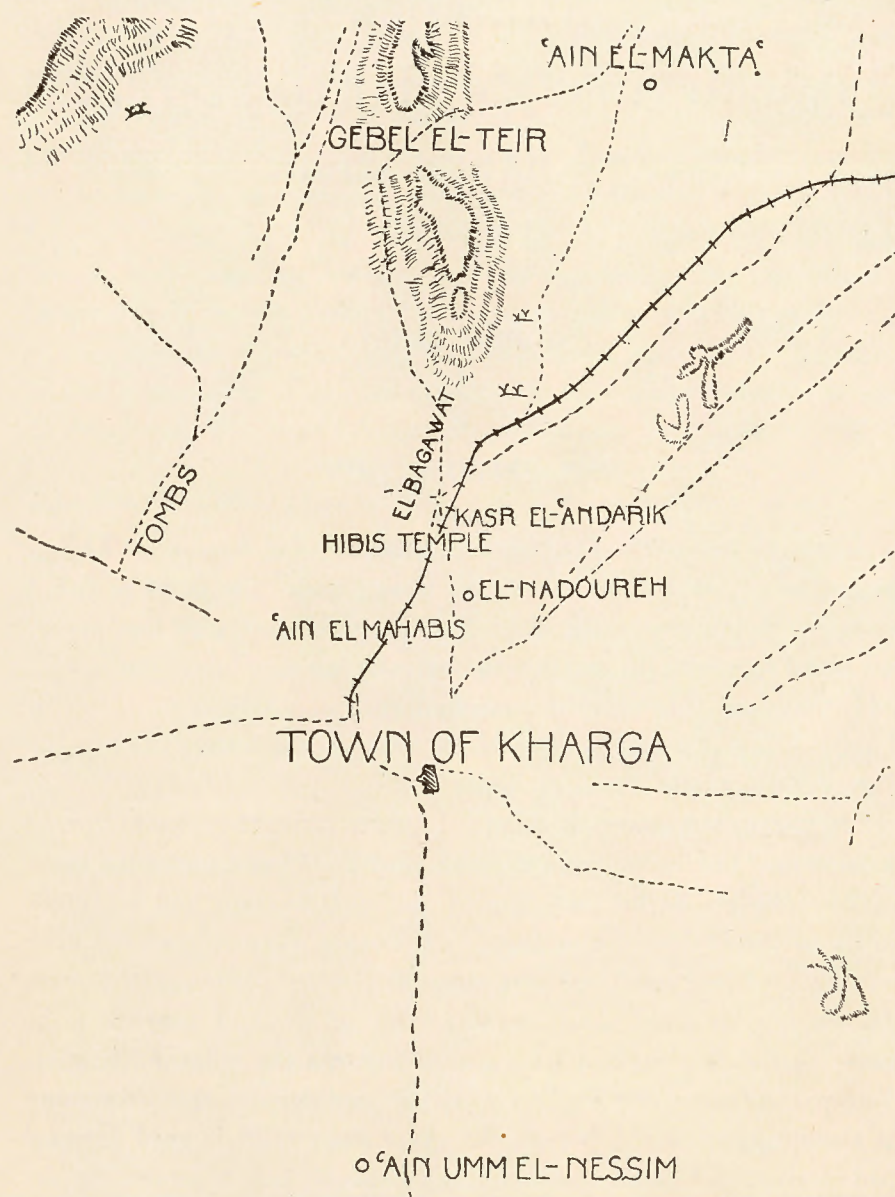 ʿAIN EL-MAḲTAʿ
GEBEL EL-TEIR
EL BAGAWAT
TOMBS
KASR EL-ʿANDARIK
HIBIS TEMPLE
EL-NADOUREH
ʿAIN EL MAHABIS
TOWN OF KHARGA
ʿAIN UMM EL-NESSIM